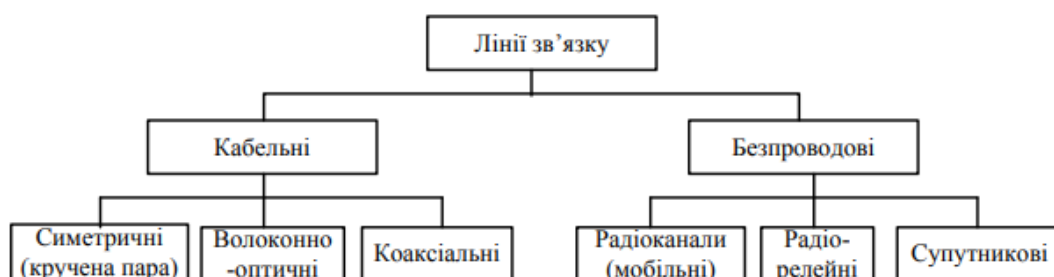 Лінії зв’язку
Кабельні
Безпроводові
Симетричні
(кручена пара)
Волоконно
-оптичні
Коаксіальні
Радіоканали
(мобільні)
Радіо-
релейні
Супутникові